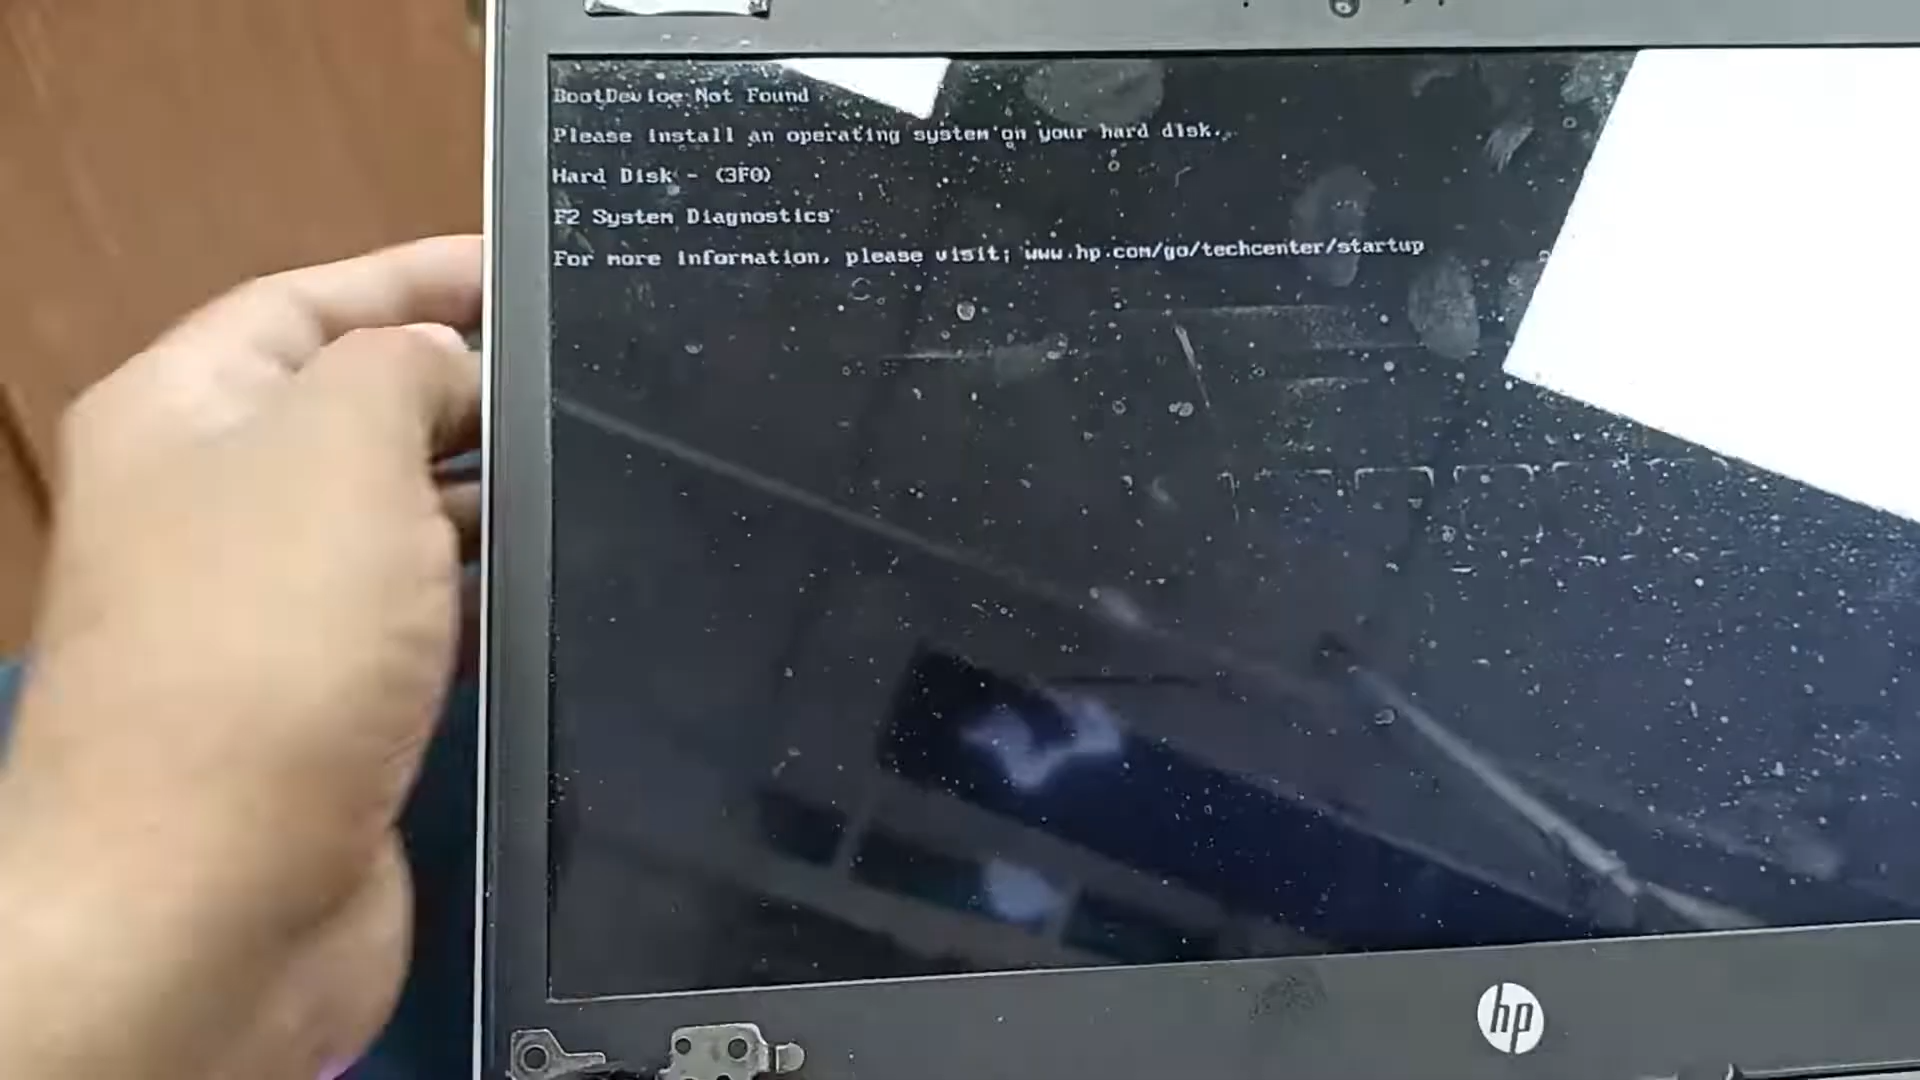 BootDevice Not Found
Please install an operating system on your hard disk.
Hard Disk - (3F0)
F2 System Diagnostics
For more information, please visit: www.hp.com/go/techcenter/startup
hp